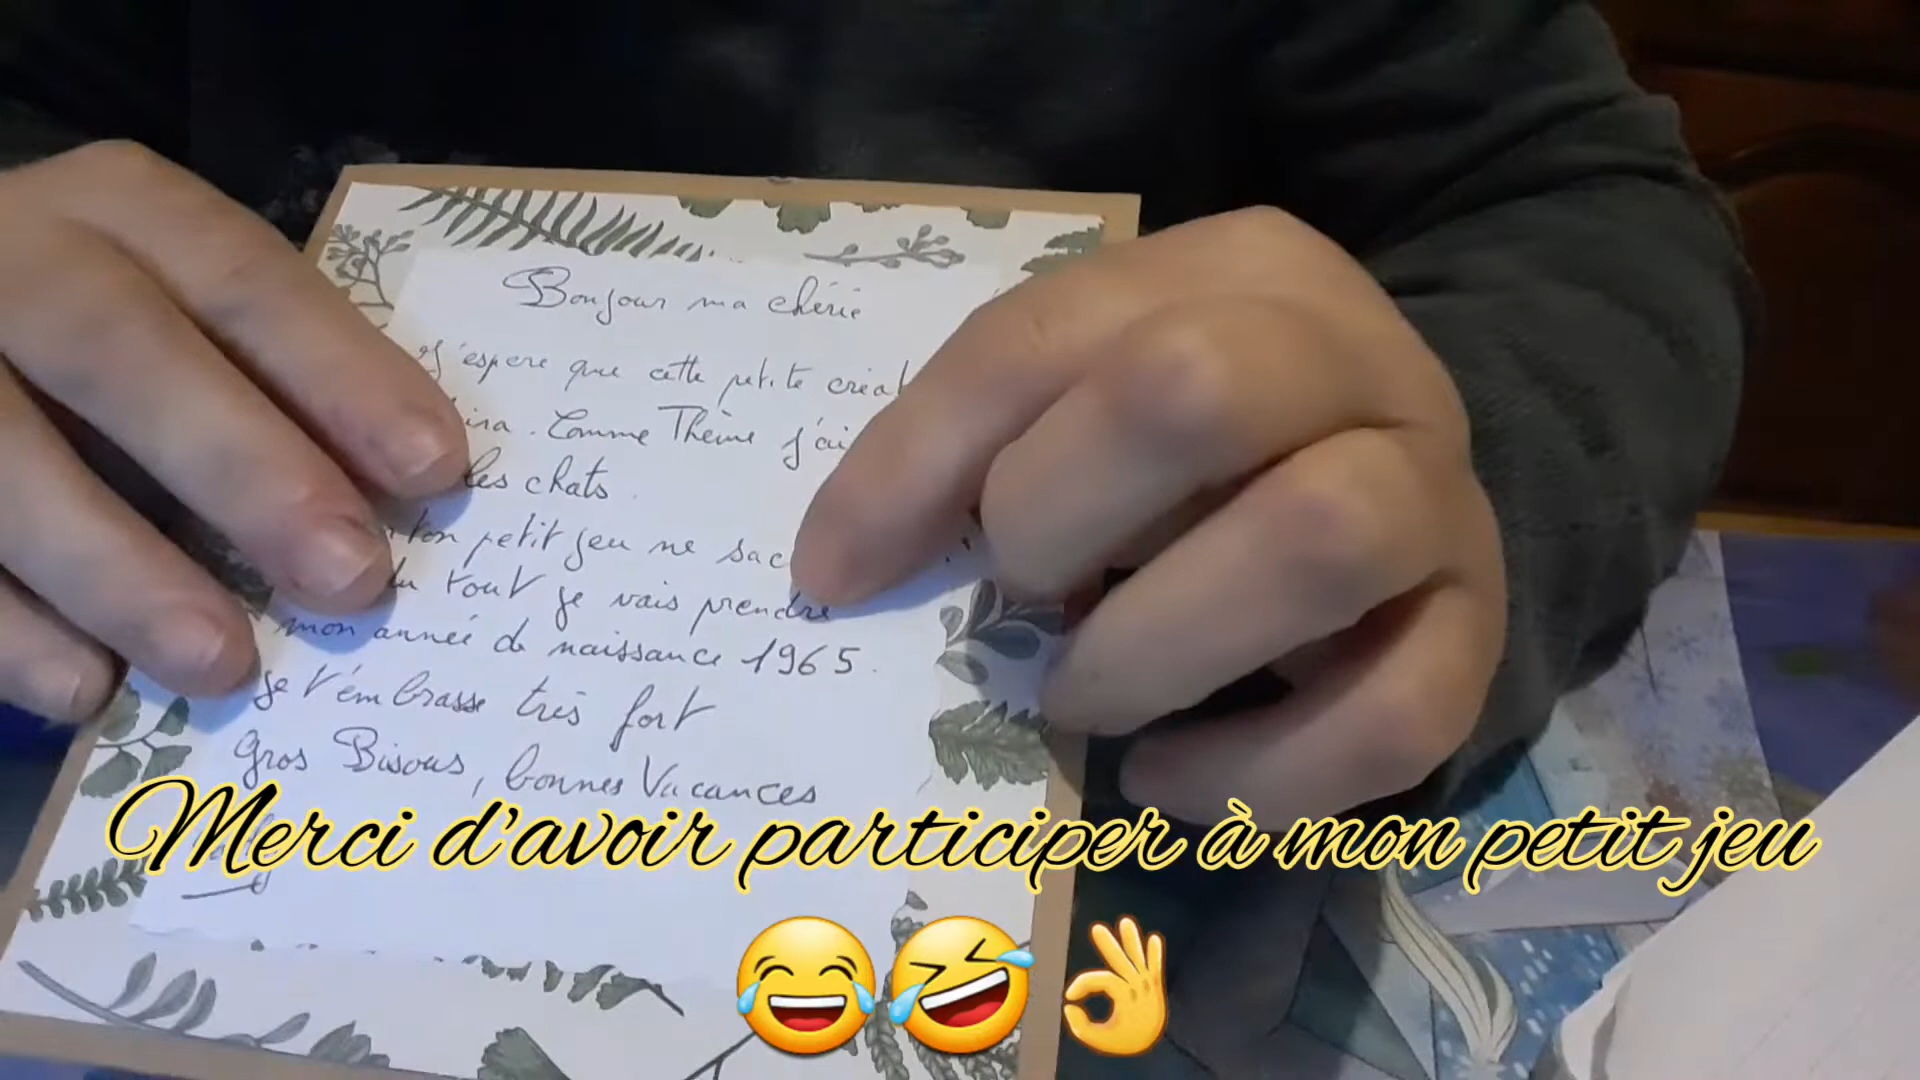 Bonjour ma chérie
J'espere que cette petite créat
ira. Comme Thème j'ai
les chats.
ton petit jeu ne sac
du tout je vais prendre
mon année de naissance 1965.
je t'embrasse très fort
Gros Bisous, bonnes Vacances
Merci d'avoir participer à mon petit jeu